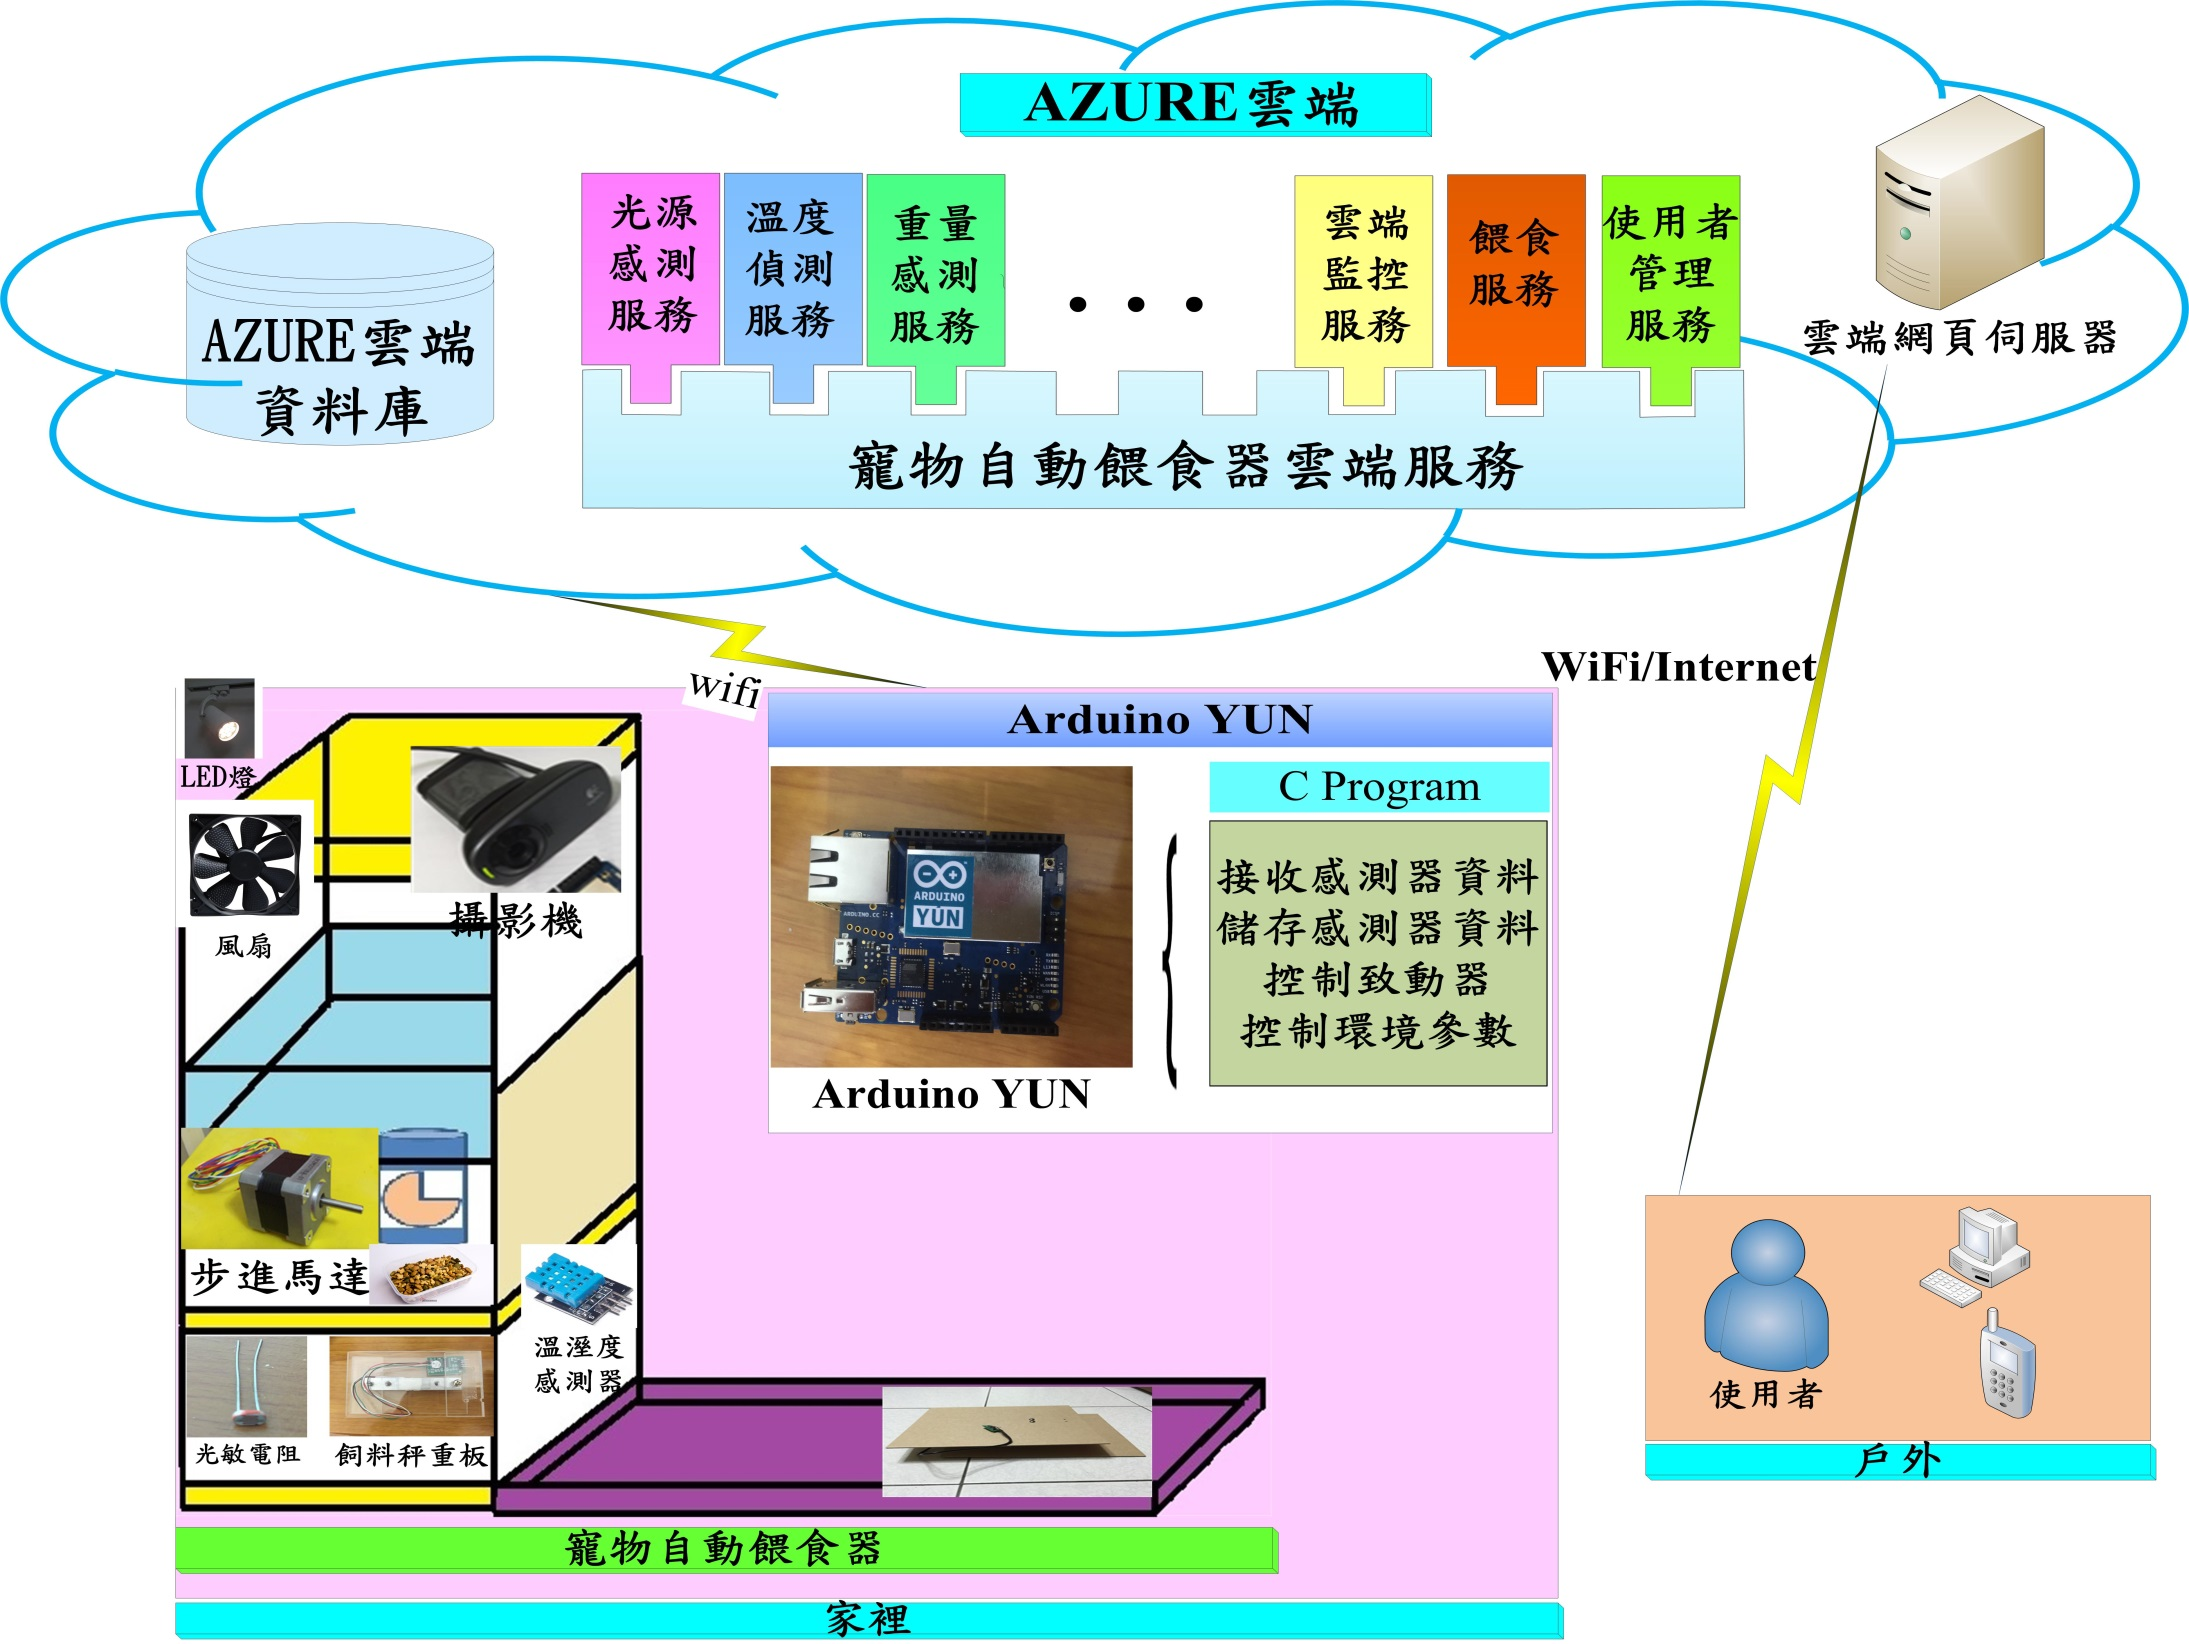 AZURE雲端
光源
感測
服務
溫度
偵測
服務
重量
感測
服務
• • •
雲端
監控
服務
餵食
服務
使用者
管理
服務
AZURE雲端
資料庫
雲端網頁伺服器
寵物自動餵食器雲端服務
wifi
WiFi/Internet
Arduino YUN
LED燈
C Program
攝影機
風扇
ARDUINO
YÚN
ARDUINO.CC
接收感測器資料
儲存感測器資料
控制致動器
控制環境參數
Arduino YUN
步進馬達
溫溼度
感測器
光敏電阻
飼料秤重板
使用者
戶外
寵物自動餵食器
家裡